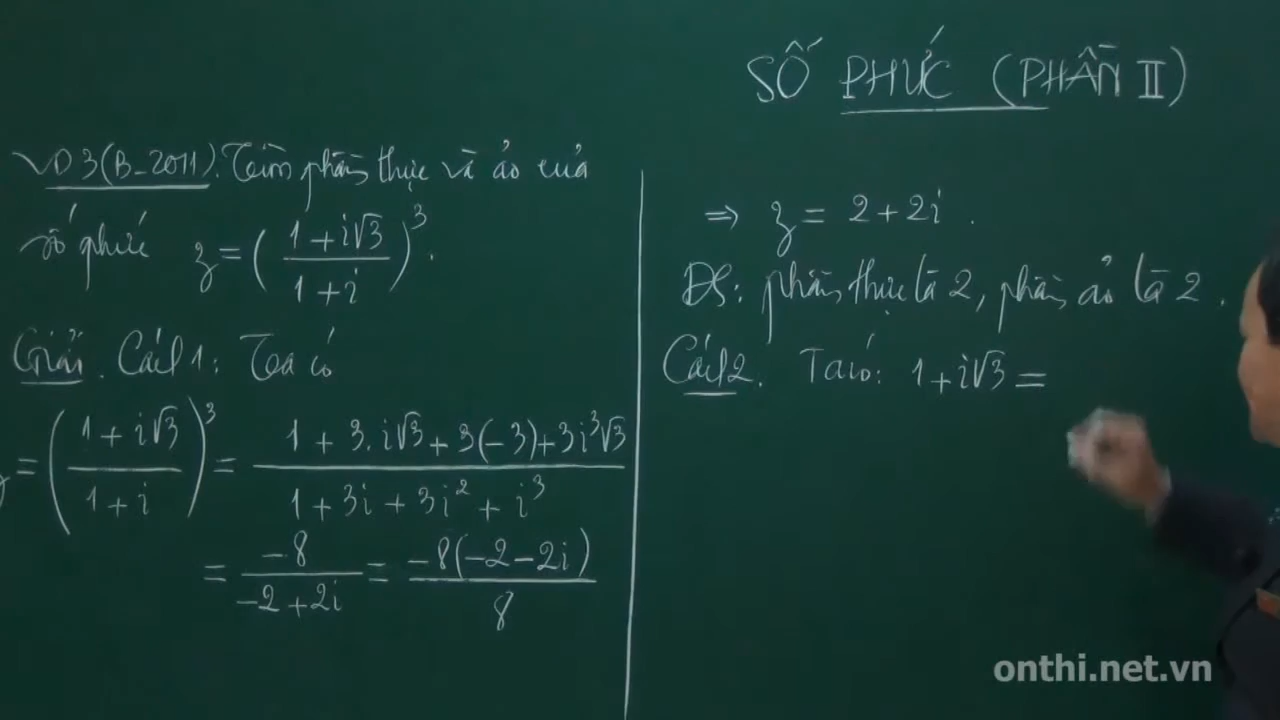 SỐ PHỨC (PHẦN II)
VD3(B-2011). Tìm phần thực và ảo của
số phức z = ( (1+i√3) / (1+i) )³.
Giải. Cách 1: Ta có
z = ( (1+i√3) / (1+i) )³ = (1 + 3.i√3 + 3(-3) + 3i³√3) / (1 + 3i + 3i² + i³)
= -8 / (-2+2i) = -8(-2-2i) / 8
⇒ z = 2+2i.
ĐS: phần thực là 2, phần ảo là 2.
Cách 2. Ta có: 1+i√3 =
onthi.net.vn